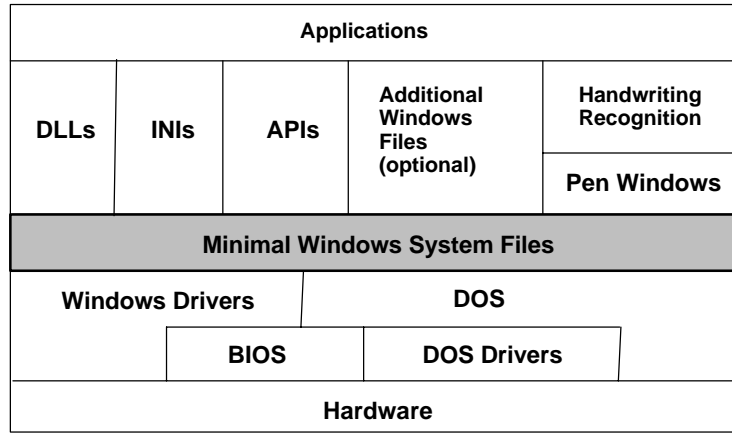 Applications
DLLs
INIs
APIs
Additional
Windows
Files
(optional)
Handwriting
Recognition
Pen Windows
Minimal Windows System Files
Windows Drivers
DOS
BIOS
DOS Drivers
Hardware